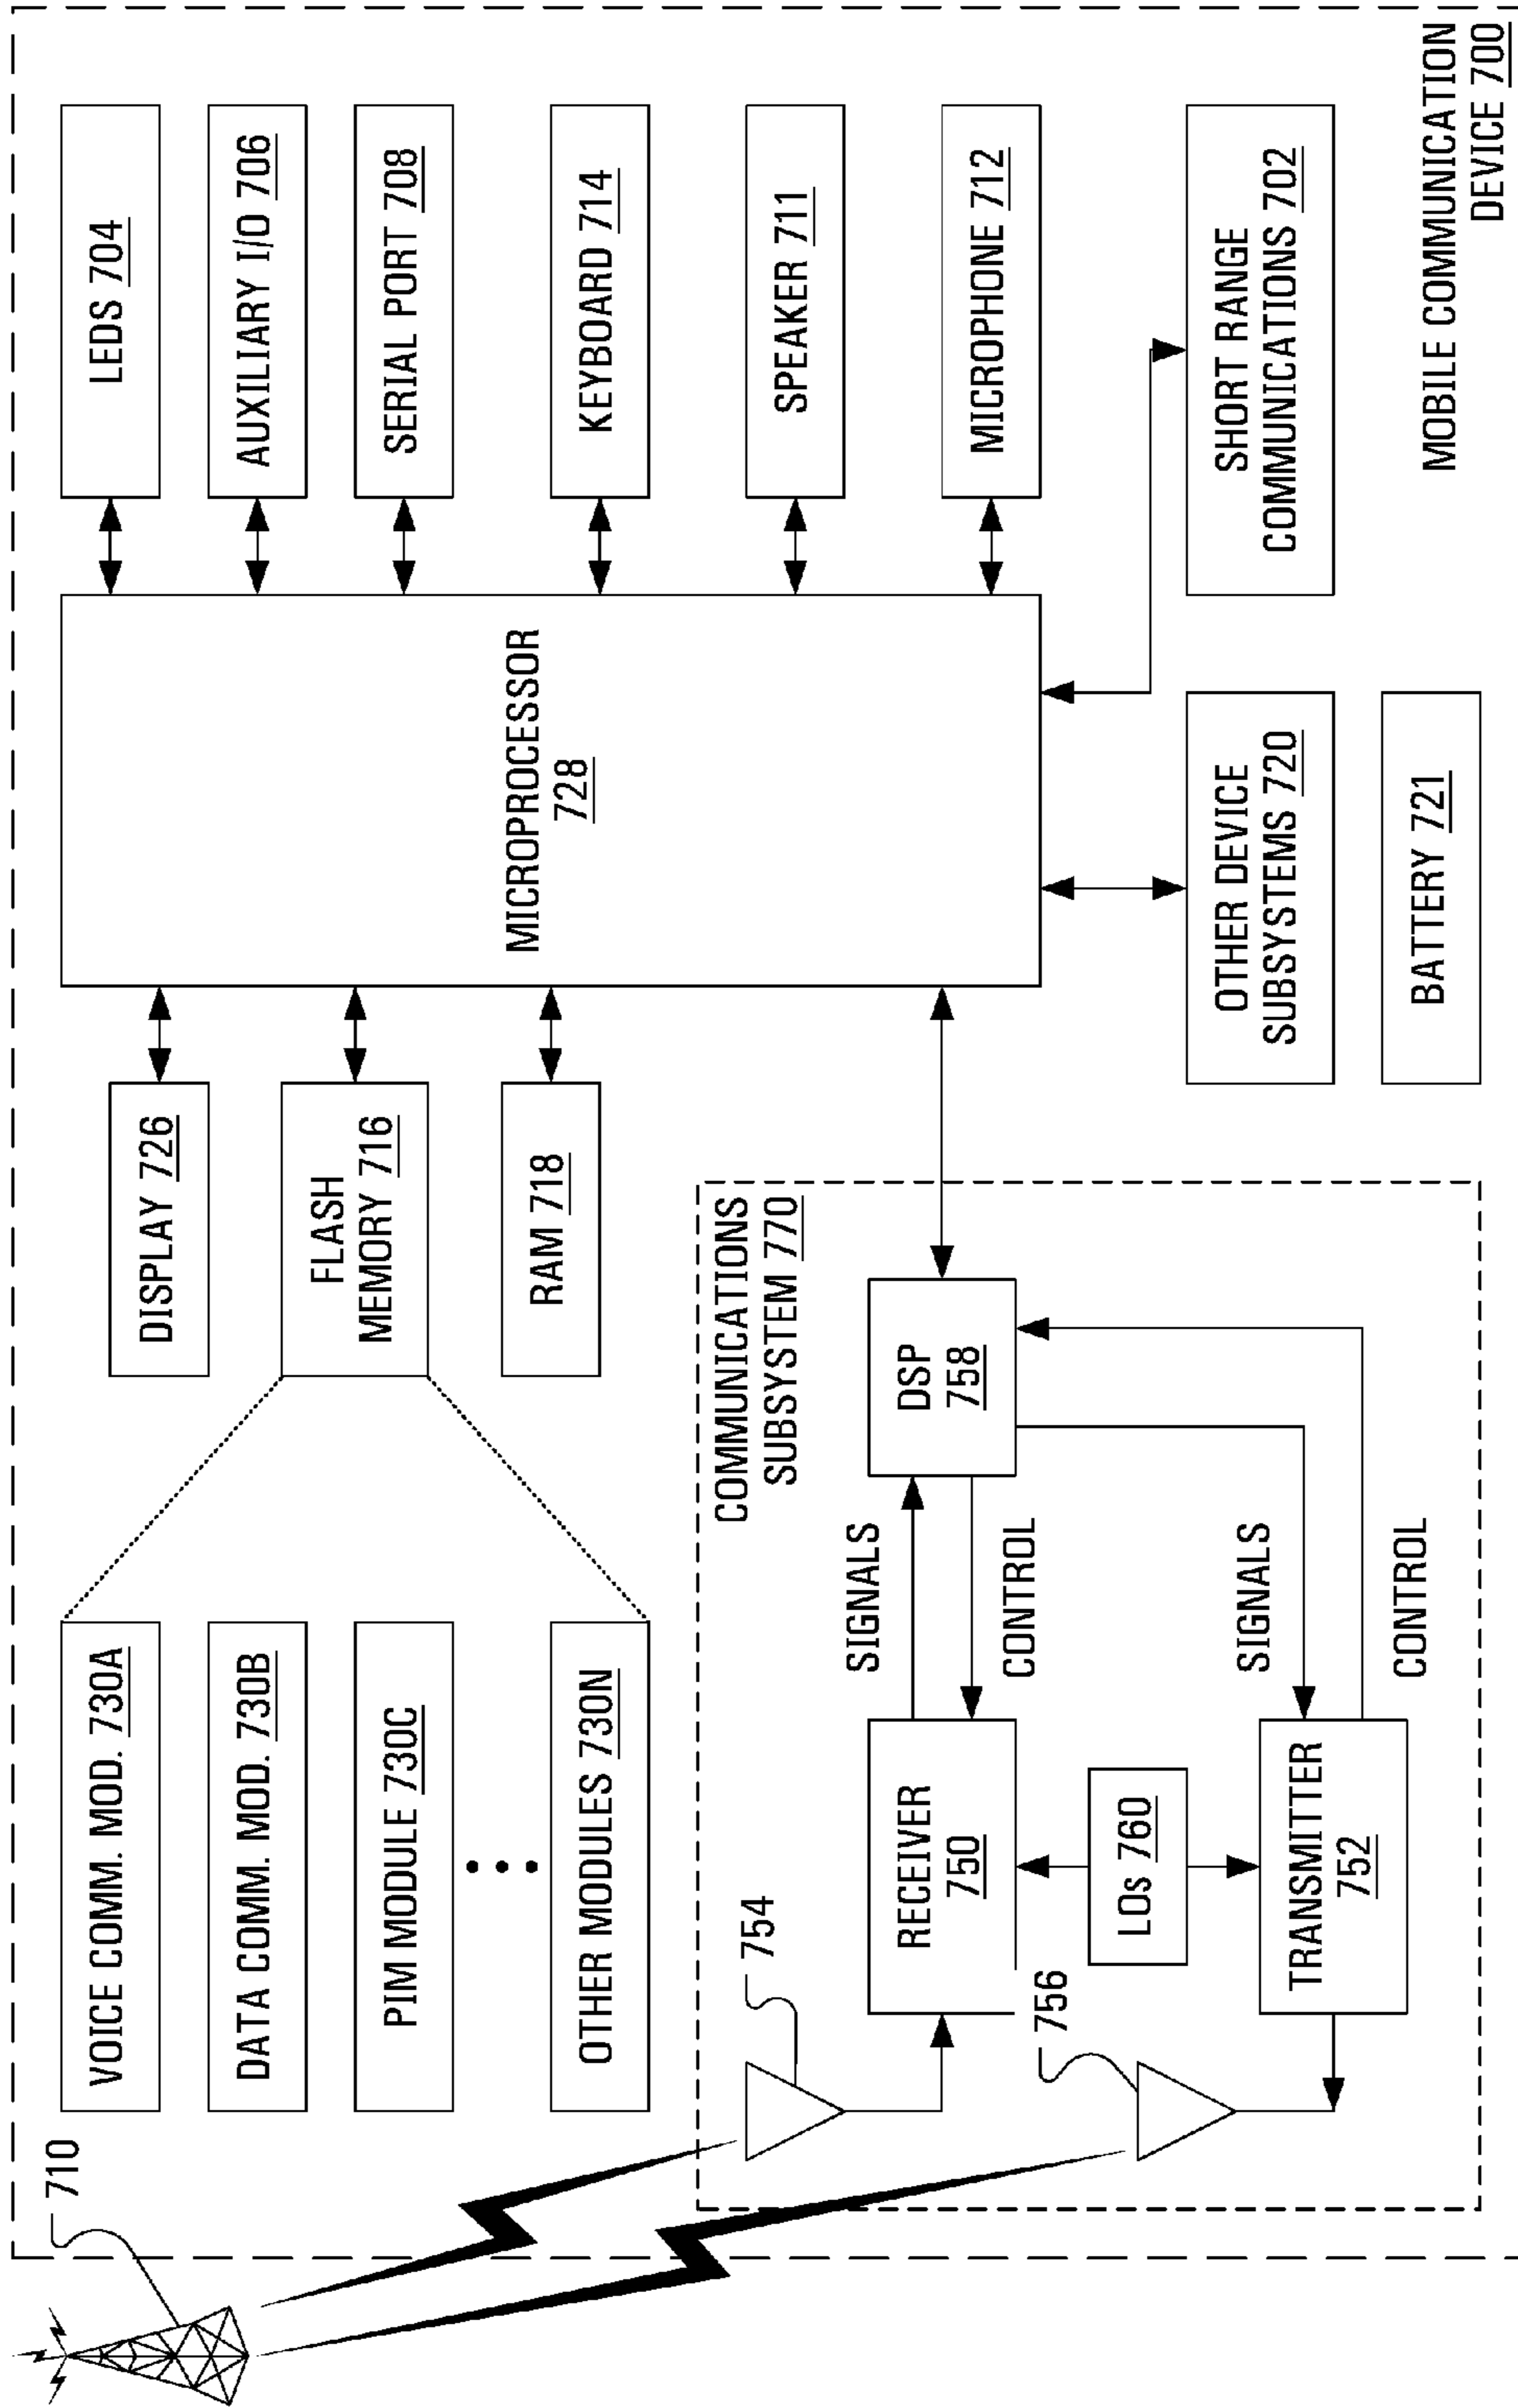 710
VOICE COMM. MOD. 730A
DATA COMM. MOD. 730B
PIM MODULE 730C
OTHER MODULES 730N
DISPLAY 726
FLASH
MEMORY 716
RAM 718
MICROPROCESSOR
728
LEDS 704
AUXILIARY I/O 706
SERIAL PORT 708
KEYBOARD 714
SPEAKER 711
MICROPHONE 712
COMMUNICATIONS
SUBSYSTEM 770
754
RECEIVER
750
SIGNALS
CONTROL
DSP
758
756
LOs 760
TRANSMITTER
752
SIGNALS
CONTROL
OTHER DEVICE
SUBSYSTEMS 720
SHORT RANGE
COMMUNICATIONS 702
BATTERY 721
MOBILE COMMUNICATION
DEVICE 700